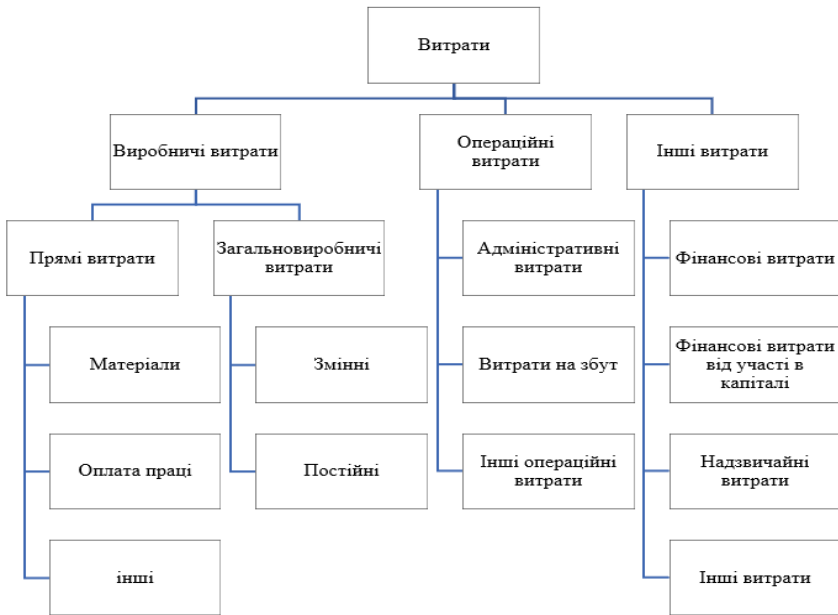 Витрати
Виробничі витрати
Операційні
витрати
Інші витрати
Прямі витрати
Загальновиробничі
витрати
Адміністративні
витрати
Фінансові витрати
Матеріали
Змінні
Витрати на збут
Фінансові витрати
від участі в
капіталі
Оплата праці
Постійні
Інші операційні
витрати
Надзвичайні
витрати
інші
Інші витрати